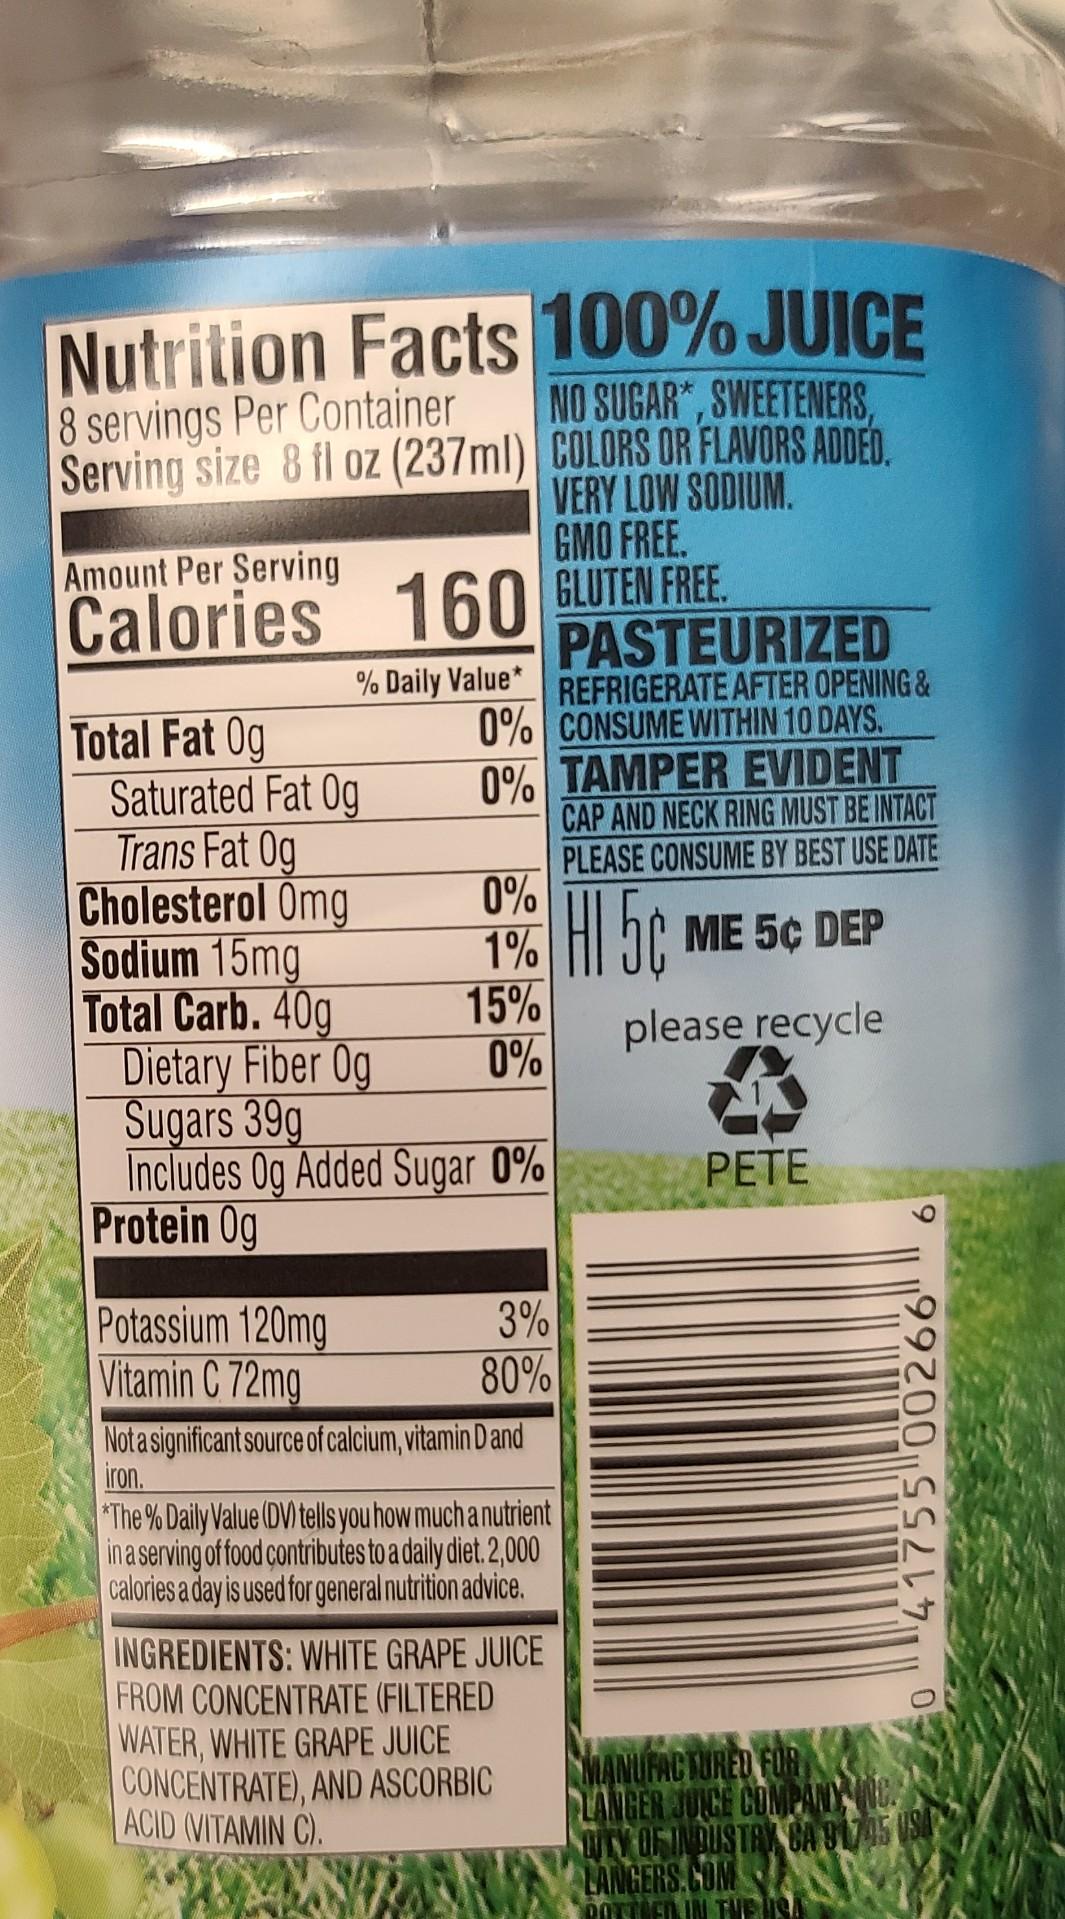 Nutrition Facts
8 servings Per Container
Serving size 8 fl oz (237ml)
Amount Per Serving
Calories 160
% Daily Value*
Total Fat 0g 0%
Saturated Fat 0g 0%
Trans Fat 0g
Cholesterol 0mg 0%
Sodium 15mg 1%
Total Carb. 40g 15%
Dietary Fiber 0g 0%
Sugars 39g
Includes 0g Added Sugar 0%
Protein 0g
Potassium 120mg 3%
Vitamin C 72mg 80%
Not a significant source of calcium, vitamin D and
iron.
*The % Daily Value (DV) tells you how much a nutrient
in a serving of food contributes to a daily diet. 2,000
calories a day is used for general nutrition advice.
INGREDIENTS: WHITE GRAPE JUICE
FROM CONCENTRATE (FILTERED
WATER, WHITE GRAPE JUICE
CONCENTRATE), AND ASCORBIC
ACID (VITAMIN C).
100% JUICE
NO SUGAR*, SWEETENERS,
COLORS OR FLAVORS ADDED.
VERY LOW SODIUM.
GMO FREE.
GLUTEN FREE.
PASTEURIZED
REFRIGERATE AFTER OPENING &
CONSUME WITHIN 10 DAYS.
TAMPER EVIDENT
CAP AND NECK RING MUST BE INTACT
PLEASE CONSUME BY BEST USE DATE
HI 5¢ ME 5¢ DEP
please recycle
1
PETE
0 41755 00266 6
MANUFACTURED FOR
LANGER JUICE COMPANY INC.
CITY OF INDUSTRY, CA 91745 USA
LANGERS.COM
BOTTLED IN THE USA